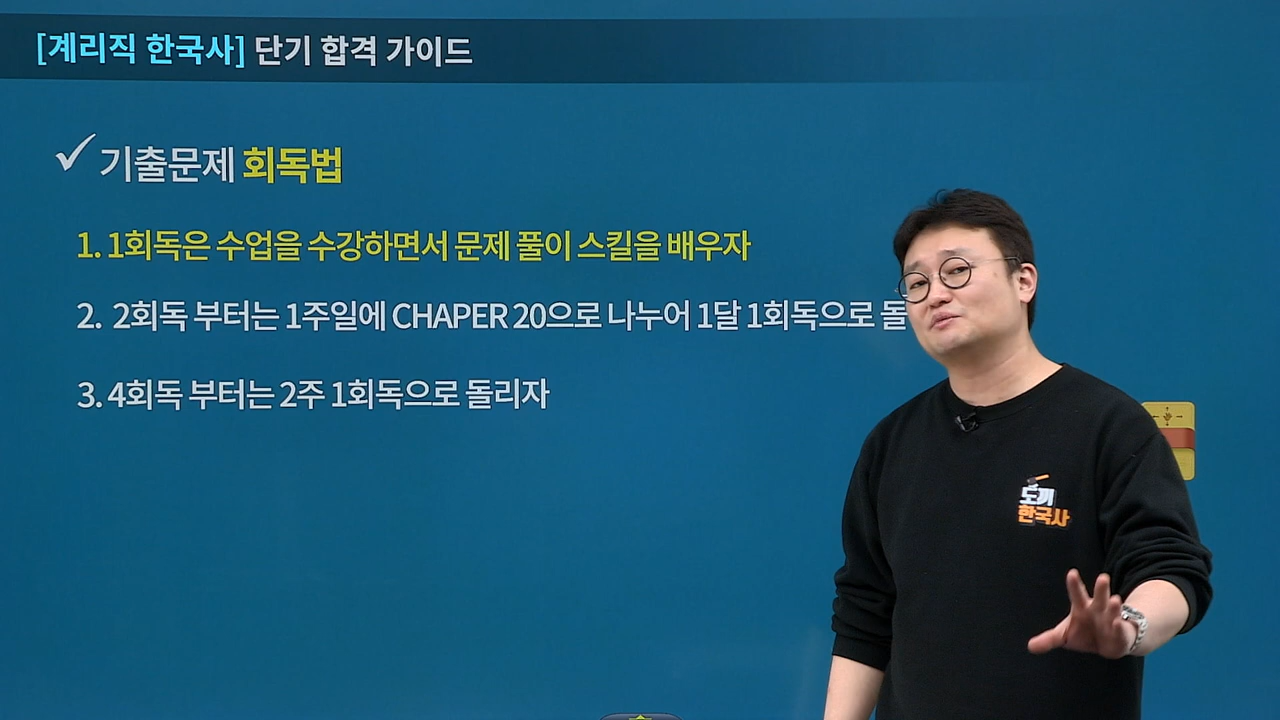 [계리직 한국사] 단기 합격 가이드
기출문제 회독법
1. 1회독은 수업을 수강하면서 문제 풀이 스킬을 배우자
2. 2회독 부터는 1주일에 CHAPER 20으로 나누어 1달 1회독으로 돌
3. 4회독 부터는 2주 1회독으로 돌리자
도끼
한국사